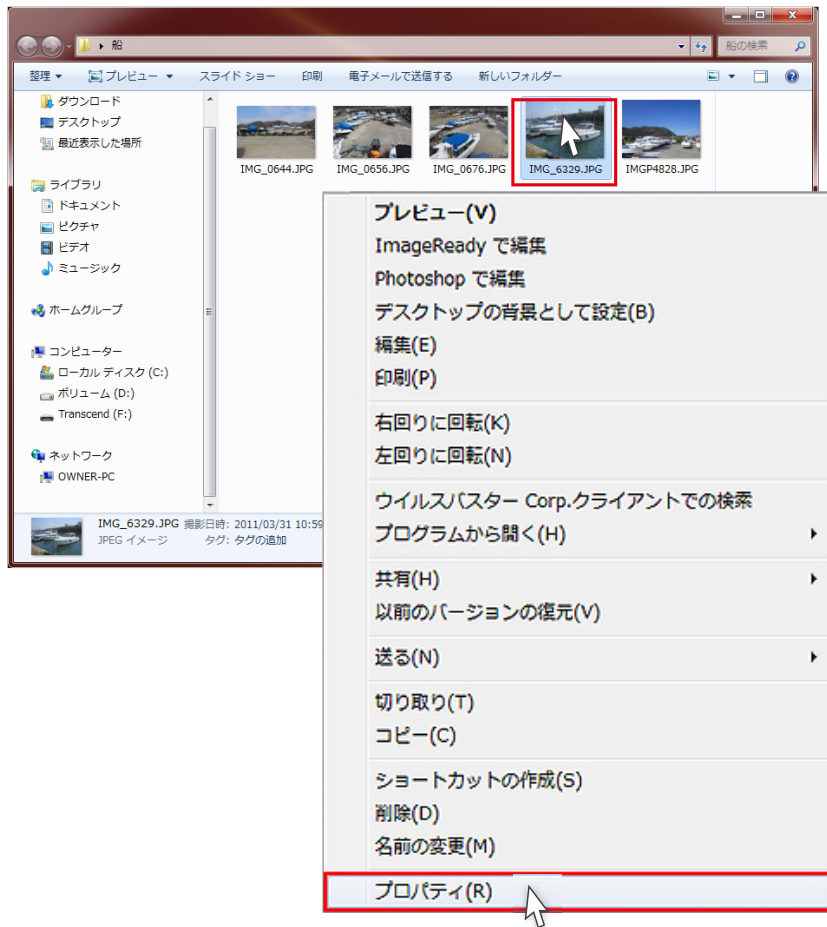 船
船の検索
整理
プレビュー
スライド ショー
印刷
電子メールで送信する
新しいフォルダー
ダウンロード
デスクトップ
最近表示した場所
ライブラリ
ドキュメント
ピクチャ
ビデオ
ミュージック
ホームグループ
コンピューター
ローカル ディスク (C:)
ボリューム (D:)
Transcend (F:)
ネットワーク
OWNER-PC
IMG_0644.JPG
IMG_0656.JPG
IMG_0676.JPG
IMG_6329.JPG
IMGP4828.JPG
IMG_6329.JPG 撮影日時: 2011/03/31 10:59
JPEG イメージ タグ: タグの追加
プレビュー(V)
ImageReady で編集
Photoshop で編集
デスクトップの背景として設定(B)
編集(E)
印刷(P)
右回りに回転(K)
左回りに回転(N)
ウイルスバスター Corp.クライアントでの検索
プログラムから開く(H)
共有(H)
以前のバージョンの復元(V)
送る(N)
切り取り(T)
コピー(C)
ショートカットの作成(S)
削除(D)
名前の変更(M)
プロパティ(R)